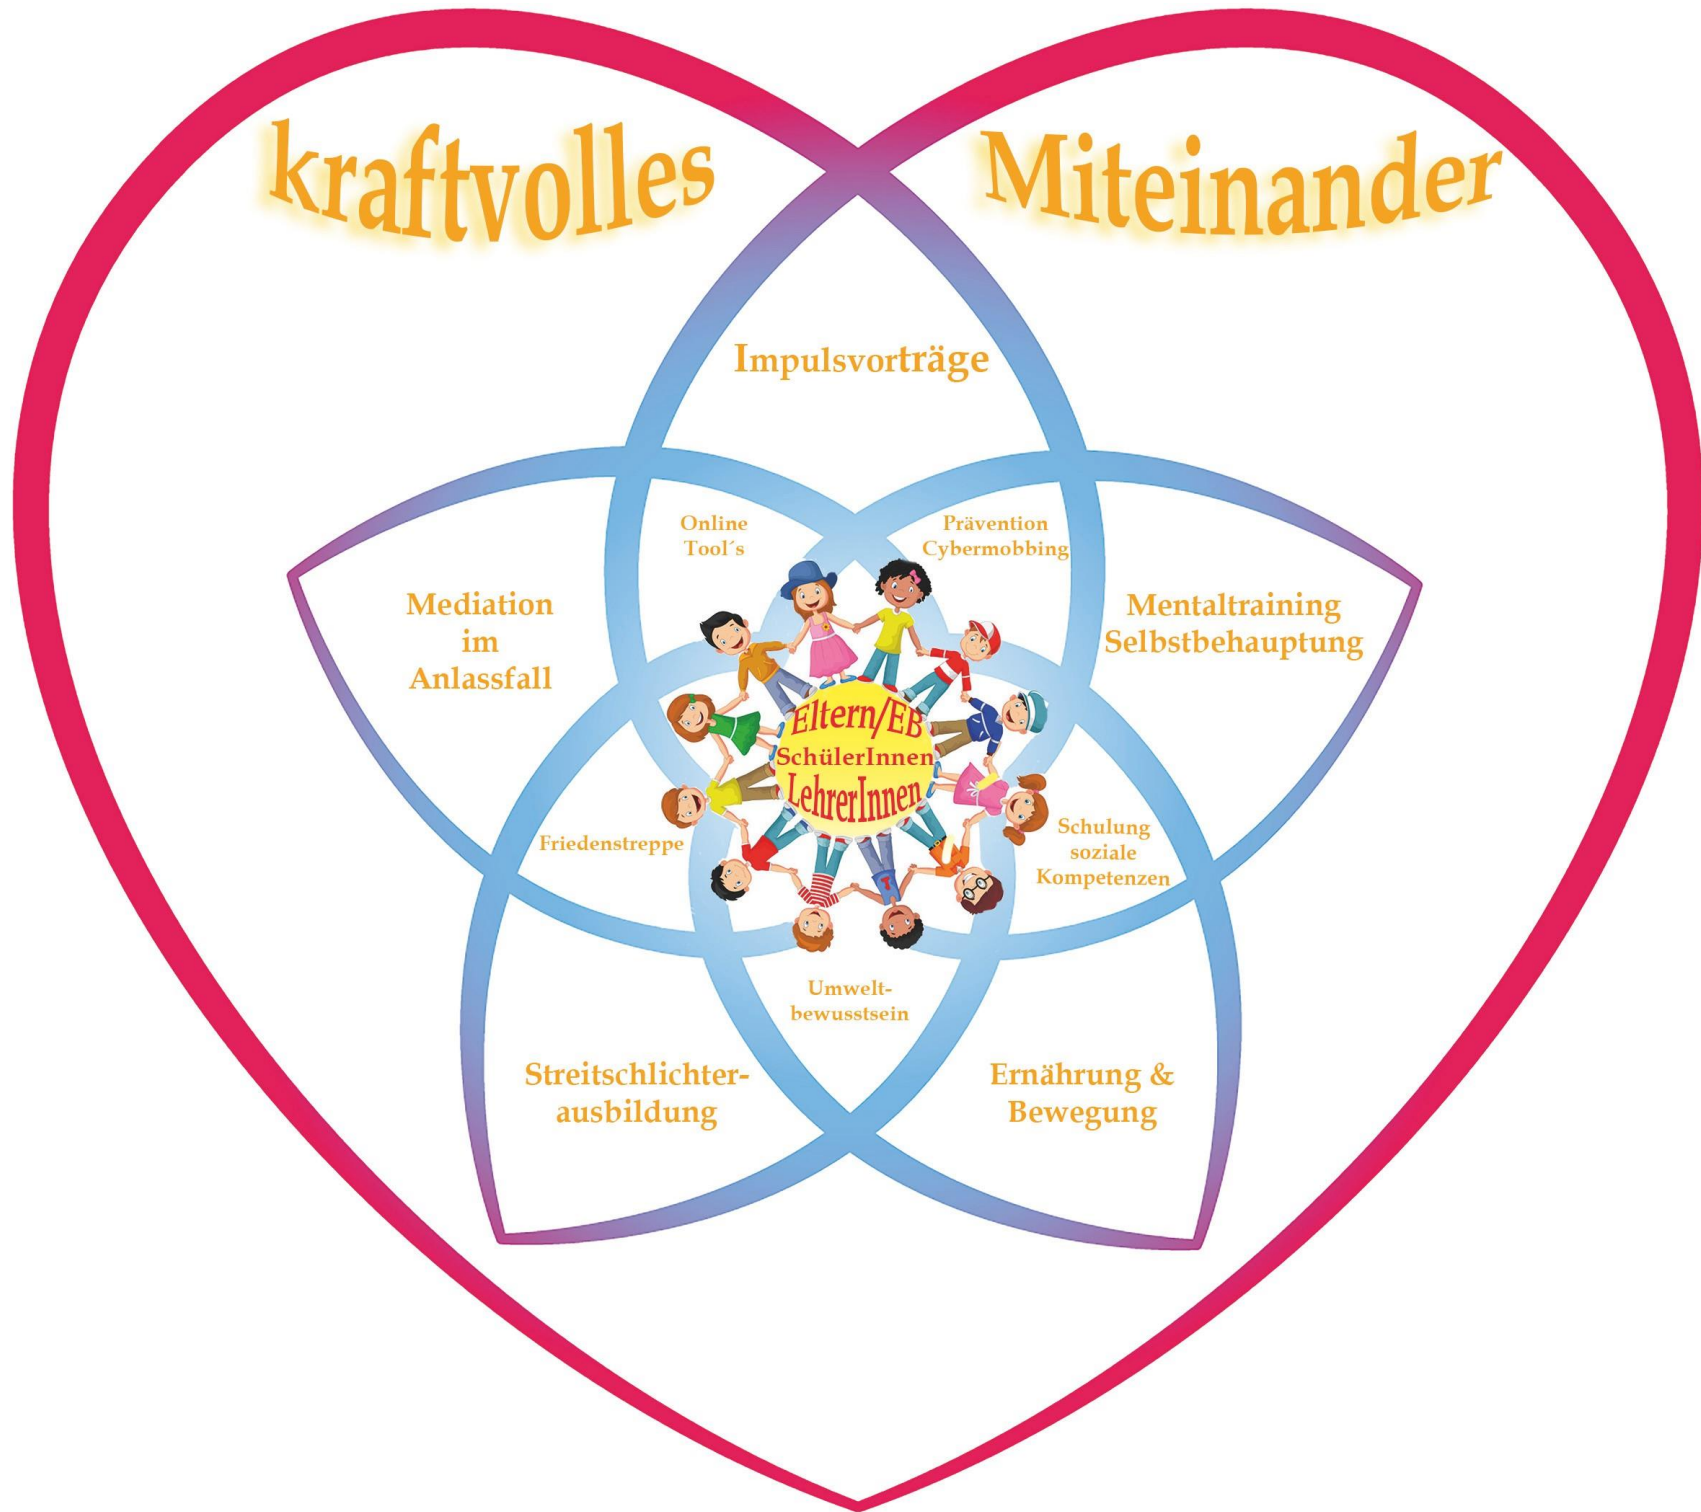 kraftvolles Miteinander
Impulsvorträge
Online
Tool´s
Prävention
Cybermobbing
Mediation
im
Anlassfall
Mentaltraining
Selbstbehauptung
Eltern/EB
SchülerInnen
LehrerInnen
Friedenstreppe
Schulung
soziale
Kompetenzen
Umwelt-
bewusstsein
Streitschlichter-
ausbildung
Ernährung &
Bewegung